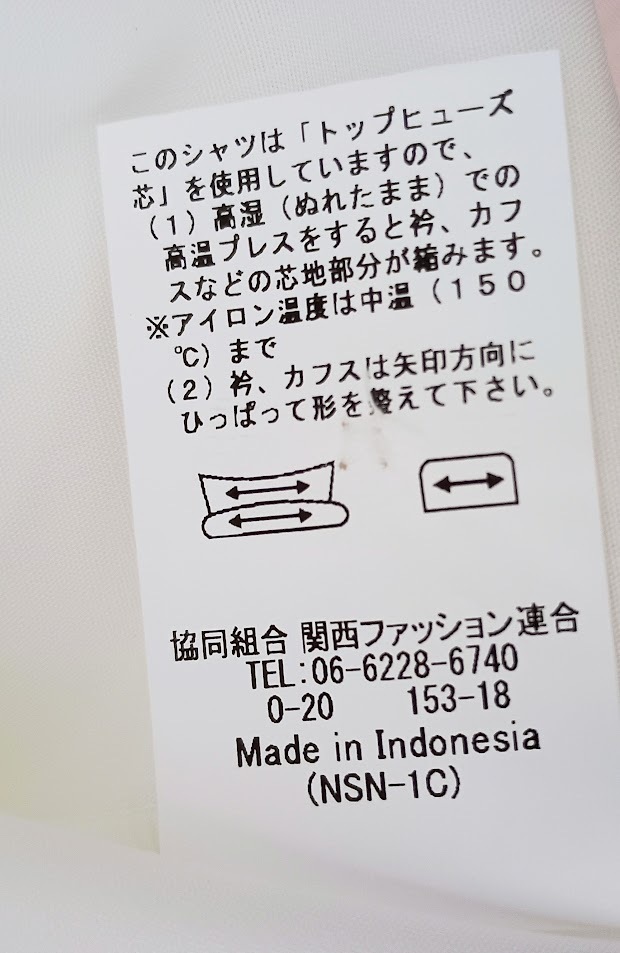 このシャツは「トップヒューズ
芯」を使用していますので、
（１）高湿（ぬれたまま）での
高温プレスをすると衿、カフ
スなどの芯地部分が縮みます。
※アイロン温度は中温（１５０
℃）まで
（２）衿、カフスは矢印方向に
ひっぱって形を整えて下さい。
協同組合 関西ファッション連合
TEL:06-6228-6740
0-20 153-18
Made in Indonesia
(NSN-1C)